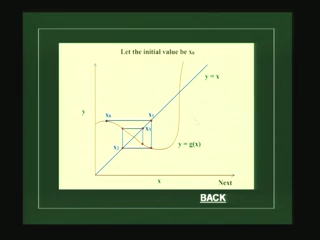 Let the initial value be x₀
y = x
y
x₀
x₁
x₃
x₂
y = g(x)
x
Next
BACK